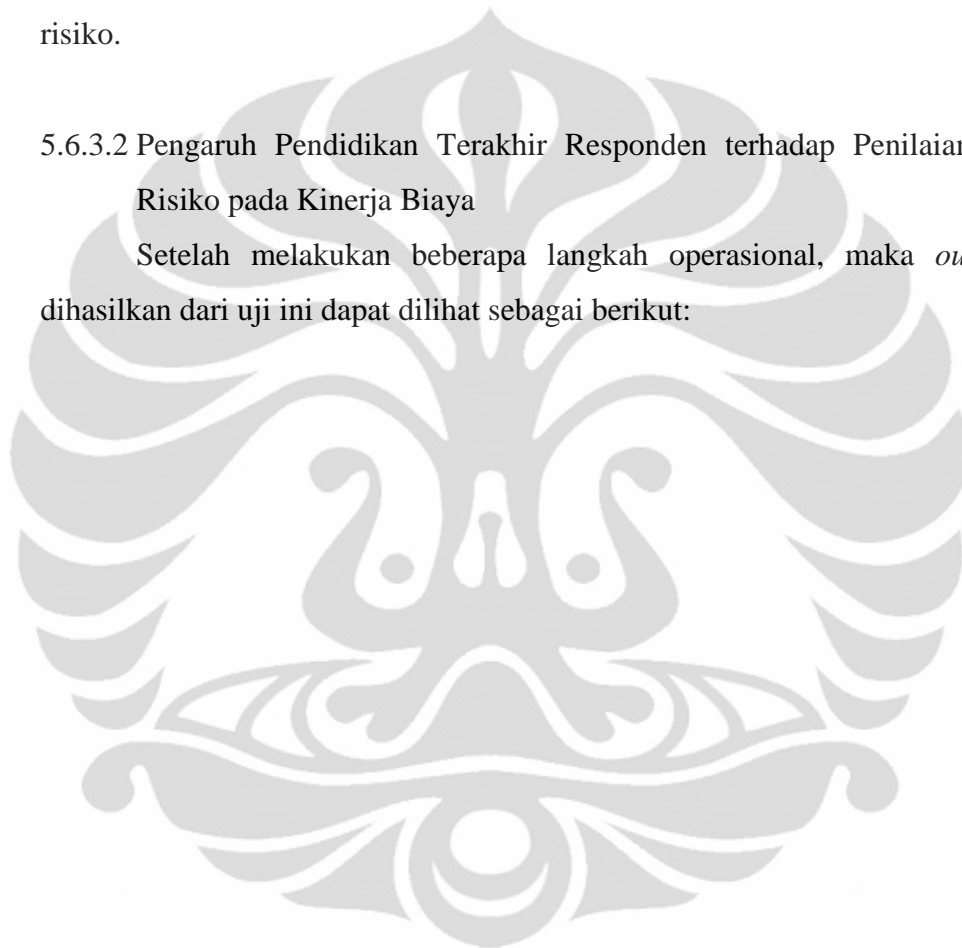 risiko.
5.6.3.2 Pengaruh Pendidikan Terakhir Responden terhadap Penilaian
Risiko pada Kinerja Biaya
Setelah melakukan beberapa langkah operasional, maka
dihasilkan dari uji ini dapat dilihat sebagai berikut: